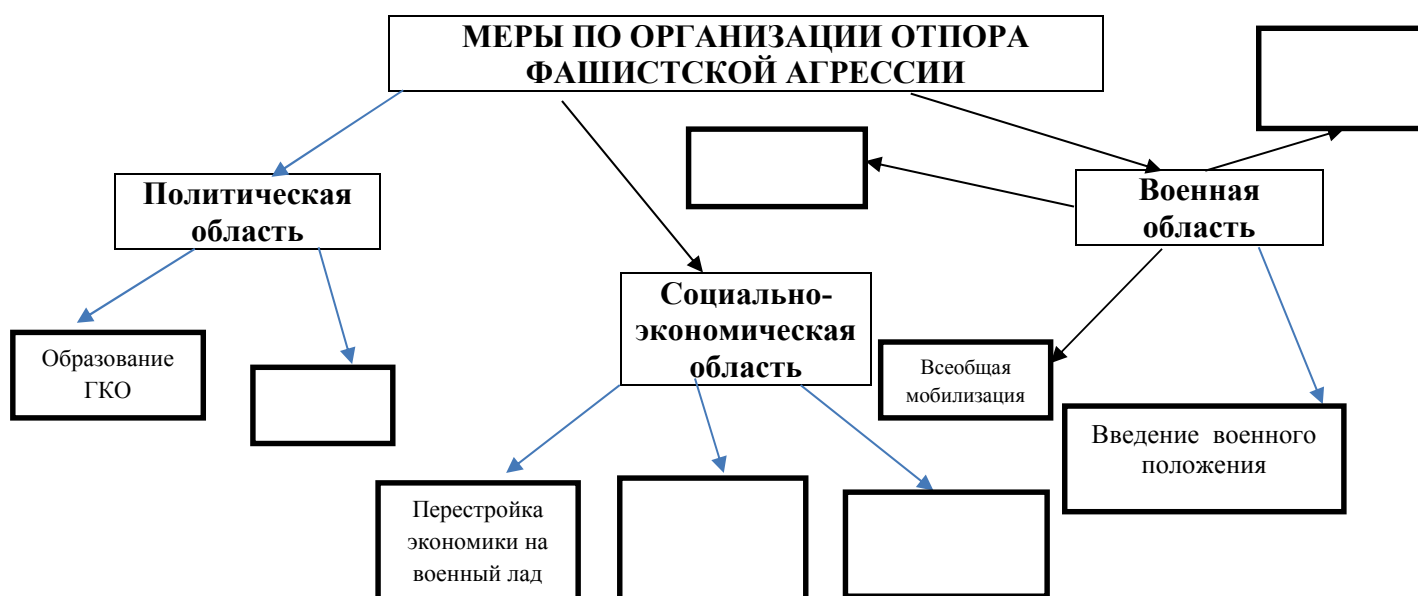 МЕРЫ ПО ОРГАНИЗАЦИИ ОТПОРА
ФАШИСТСКОЙ АГРЕССИИ
Политическая
область
Военная
область
Социально-
экономическая
область
Образование
ГКО
Всеобщая
мобилизация
Введение военного
положения
Перестройка
экономики на
военный лад